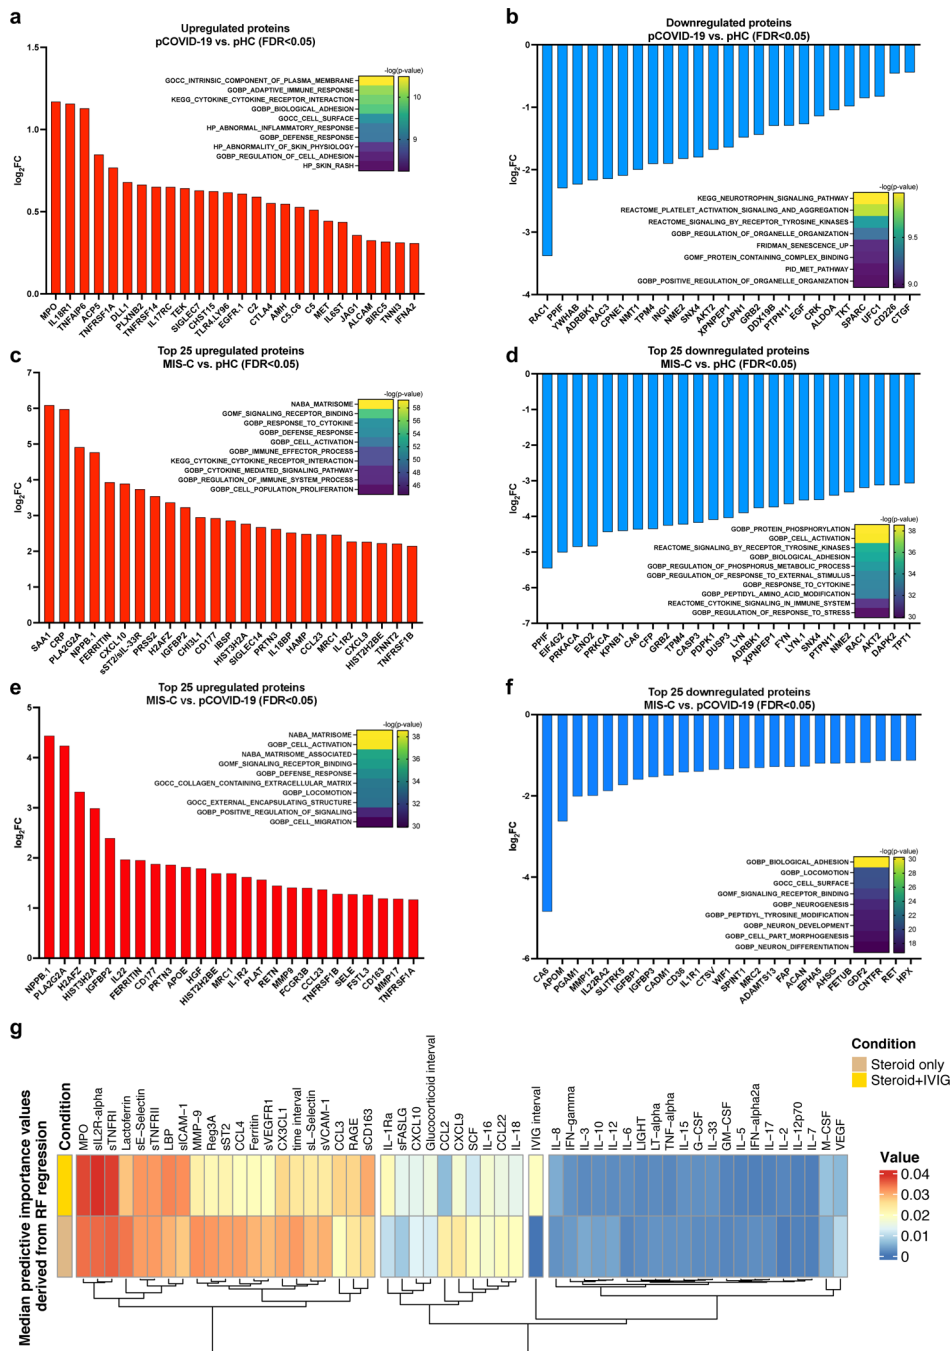 a
Upregulated proteins
pCOVID-19 vs. pHC (FDR<0.05)
log2FC
1.5
1.0
0.5
0.0
-log(p-value)
10
9
GOCC_INTRINSIC_COMPONENT_OF_PLASMA_MEMBRANE
GOBP_ADAPTIVE_IMMUNE_RESPONSE
KEGG_CYTOKINE_CYTOKINE_RECEPTOR_INTERACTION
GOBP_BIOLOGICAL_ADHESION
GOCC_CELL_SURFACE
HP_ABNORMAL_INFLAMMATORY_RESPONSE
GOBP_DEFENSE_RESPONSE
HP_ABNORMALITY_OF_SKIN_PHYSIOLOGY
GOBP_REGULATION_OF_CELL_ADHESION
HP_SKIN_RASH
MPO
IL18R1
TNFAIP6
ACP5
TNFRSF1A
DLL1
PLXNB2
TNFRSF14
IL17RC
TEK
SIGLEC7
CHST15
TLR4.LY96
EGFR.1
C2
CTLA4
AMH
C5.C6
C5
MET
IL6ST
JAG1
ALCAM
BIRC5
TNNI3
IFNA2
b
Downregulated proteins
pCOVID-19 vs. pHC (FDR<0.05)
log2FC
0
-1
-2
-3
-4
-log(p-value)
9.5
9.0
KEGG_NEUROTROPHIN_SIGNALING_PATHWAY
REACTOME_PLATELET_ACTIVATION_SIGNALING_AND_AGGREGATION
REACTOME_SIGNALING_BY_RECEPTOR_TYROSINE_KINASES
GOBP_REGULATION_OF_ORGANELLE_ORGANIZATION
FRIDMAN_SENESCENCE_UP
GOMF_PROTEIN_CONTAINING_COMPLEX_BINDING
PID_MET_PATHWAY
GOBP_POSITIVE_REGULATION_OF_ORGANELLE_ORGANIZATION
RAC1
PPIF
YWHAB
ADRBK1
RAC3
CPNE1
NMT1
TPM4
ING1
NME2
SNX4
AKT2
XPNPEP1
CAPN1
GRB2
DDX19B
PTPN11
EGF
CRK
ALDOA
TKT
SPARC
UFC1
CD226
CTGF
c
Top 25 upregulated proteins
MIS-C vs. pHC (FDR<0.05)
log2FC
7
6
5
4
3
2
1
0
-log(p-value)
58
56
54
52
50
48
46
NABA_MATRISOME
GOMF_SIGNALING_RECEPTOR_BINDING
GOBP_RESPONSE_TO_CYTOKINE
GOBP_DEFENSE_RESPONSE
GOBP_CELL_ACTIVATION
GOBP_IMMUNE_EFFECTOR_PROCESS
KEGG_CYTOKINE_CYTOKINE_RECEPTOR_INTERACTION
GOBP_CYTOKINE_MEDIATED_SIGNALING_PATHWAY
GOBP_REGULATION_OF_IMMUNE_SYSTEM_PROCESS
GOBP_CELL_POPULATION_PROLIFERATION
SAA1
CRP
PLA2G2A
NPPB.1
FERRITIN
CXCL10
sST2/sIL-33R
PRSS2
H2AFZ
IGFBP2
CHI3L1
CD177
IBSP
HIST3H2A
SIGLEC14
PRTN3
IL18BP
HAMP
CCL23
MRC1
IL1R2
CXCL9
HIST2H2BE
TNNT2
TNFRSF1B
d
Top 25 downregulated proteins
MIS-C vs. pHC (FDR<0.05)
log2FC
0
-1
-2
-3
-4
-5
-6
-7
-log(p-value)
38
36
34
32
30
GOBP_PROTEIN_PHOSPHORYLATION
GOBP_CELL_ACTIVATION
REACTOME_SIGNALING_BY_RECEPTOR_TYROSINE_KINASES
GOBP_BIOLOGICAL_ADHESION
GOBP_REGULATION_OF_PHOSPHORUS_METABOLIC_PROCESS
GOBP_REGULATION_OF_RESPONSE_TO_EXTERNAL_STIMULUS
GOBP_RESPONSE_TO_CYTOKINE
GOBP_PEPTIDYL_AMINO_ACID_MODIFICATION
REACTOME_CYTOKINE_SIGNALING_IN_IMMUNE_SYSTEM
GOBP_REGULATION_OF_RESPONSE_TO_STRESS
PPIF
EIF4G2
PRKACA
ENO2
PRKCA
KPNB1
CA6
CFP
GRB2
TPM4
CASP3
PDPK1
DUSP3
LYN
ADRBK1
XPNPEP1
FYN
LYN.1
SNX4
PTPN11
NME2
RAC1
AKT2
DAPK2
TPT1
e
Top 25 upregulated proteins
MIS-C vs. pCOVID-19 (FDR<0.05)
log2FC
5
4
3
2
1
0
-log(p-value)
38
36
34
32
30
NABA_MATRISOME
GOBP_CELL_ACTIVATION
NABA_MATRISOME_ASSOCIATED
GOMF_SIGNALING_RECEPTOR_BINDING
GOBP_DEFENSE_RESPONSE
GOCC_COLLAGEN_CONTAINING_EXTRACELLULAR_MATRIX
GOBP_LOCOMOTION
GOCC_EXTERNAL_ENCAPSULATING_STRUCTURE
GOBP_POSITIVE_REGULATION_OF_SIGNALING
GOBP_CELL_MIGRATION
NPPB.1
PLA2G2A
H2AFZ
HIST3H2A
IGFBP2
IL22
FERRITIN
CD177
PRTN3
APOE
HGF
HIST2H2BE
MRC1
IL1R2
PLAT
RETN
MMP9
FCGR3B
CCL23
TNFRSF1B
SELE
FSTL3
CD163
MMP17
TNFRSF1A
f
Top 25 downregulated proteins
MIS-C vs. pCOVID-19 (FDR<0.05)
log2FC
0
-2
-4
-6
-log(p-value)
30
28
26
24
22
20
18
GOBP_BIOLOGICAL_ADHESION
GOBP_LOCOMOTION
GOCC_CELL_SURFACE
GOMF_SIGNALING_RECEPTOR_BINDING
GOBP_NEUROGENESIS
GOBP_PEPTIDYL_TYROSINE_MODIFICATION
GOBP_NEURON_DEVELOPMENT
GOBP_CELL_PART_MORPHOGENESIS
GOBP_NEURON_DIFFERENTIATION
CA6
APOM
PGAM1
MMP12
IL22RA2
SLITRK5
IGFBP1
IGFBP3
CADM1
CD36
IL1R1
CTSV
WIF1
SPINT1
MRC2
ADAMTS13
FAP
ACAN
EPHA5
AHSG
FETUB
GDF2
CNTFR
RET
HPX
g
Median predictive importance values
derived from RF regression
Condition
MPO
sIL2R-alpha
sTNFRI
Lactoferrin
sE-Selectin
sTNFRII
LBP
sICAM-1
MMP-9
Reg3A
sST2
CCL4
Ferritin
sVEGFR1
CX3CL1
time interval
sL-Selectin
sVCAM-1
CCL3
RAGE
sCD163
IL-1Ra
sFASLG
CXCL10
Glucocorticoid interval
CCL2
CXCL9
SCF
IL-16
CCL22
IL-18
IVIG interval
IL-8
IFN-gamma
IL-3
IL-10
IL-12
IL-6
LIGHT
LT-alpha
TNF-alpha
IL-15
G-CSF
IL-33
GM-CSF
IL-5
IFN-alpha2a
IL-17
IL-2
IL-12p70
IL-7
M-CSF
VEGF
Condition
Steroid only
Steroid+IVIG
Value
0.04
0.03
0.02
0.01
0